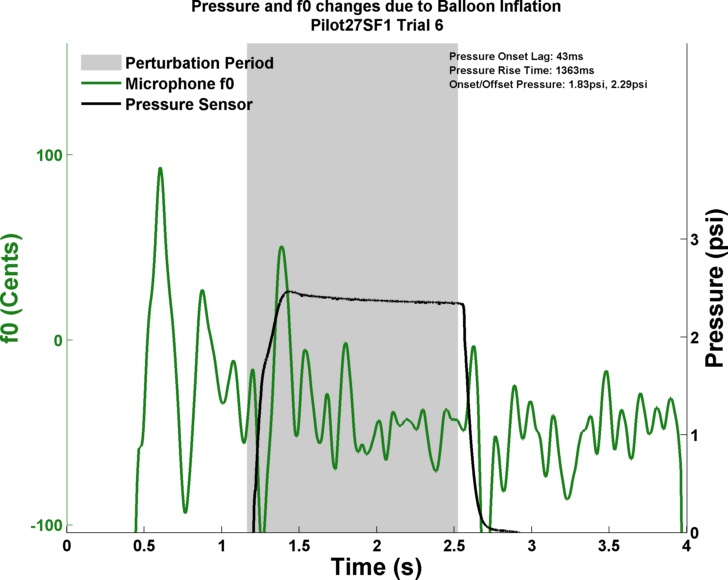 Pressure and f0 changes due to Balloon Inflation
Pilot27SF1 Trial 6
Perturbation Period
Microphone f0
Pressure Sensor
Pressure Onset Lag: 43ms
Pressure Rise Time: 1363ms
Onset/Offset Pressure: 1.83psi, 2.29psi
f0 (Cents)
100
0
-100
Pressure (psi)
3
2
1
0
0 0.5 1 1.5 2 2.5 3 3.5 4
Time (s)